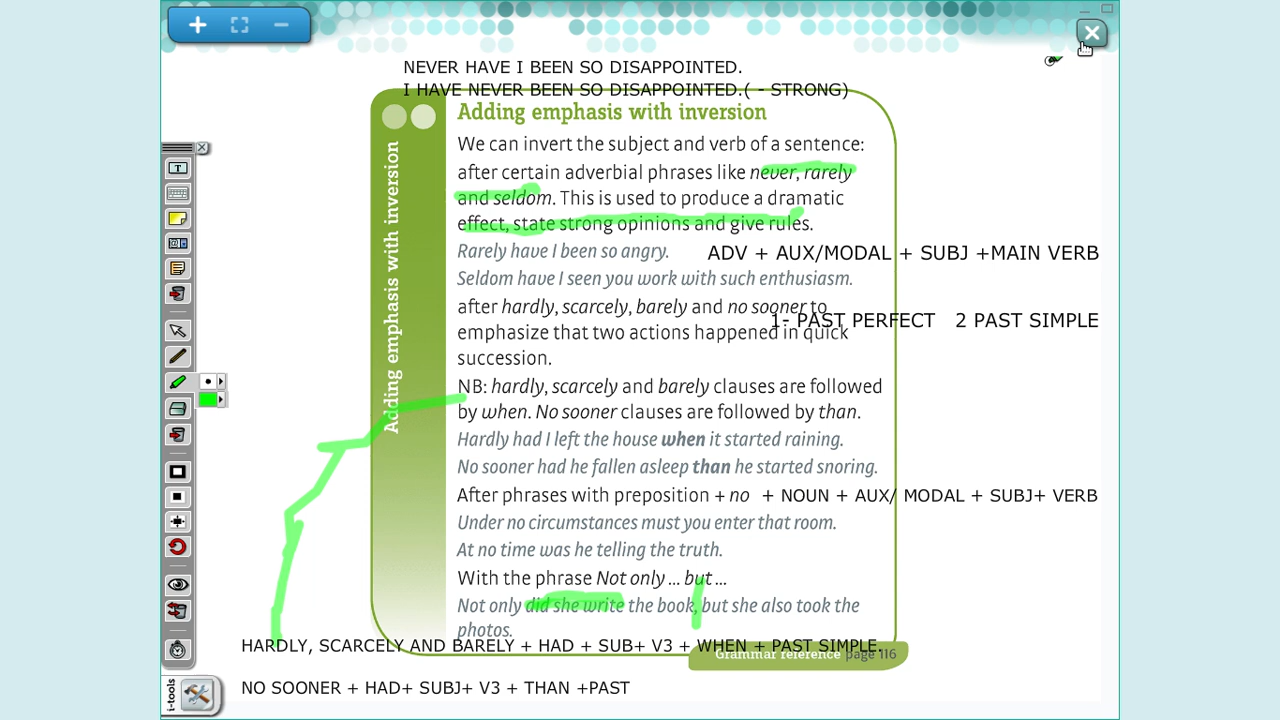 NEVER HAVE I BEEN SO DISAPPOINTED.
I HAVE NEVER BEEN SO DISAPPOINTED.( - STRONG)
Adding emphasis with inversion
Adding emphasis with inversion
We can invert the subject and verb of a sentence:
after certain adverbial phrases like never, rarely
and seldom. This is used to produce a dramatic
effect, state strong opinions and give rules.
Rarely have I been so angry. ADV + AUX/MODAL + SUBJ +MAIN VERB
Seldom have I seen you work with such enthusiasm.
after hardly, scarcely, barely and no sooner to
1- PAST PERFECT 2 PAST SIMPLE
emphasize that two actions happened in quick
succession.
NB: hardly, scarcely and barely clauses are followed
by when. No sooner clauses are followed by than.
Hardly had I left the house when it started raining.
No sooner had he fallen asleep than he started snoring.
After phrases with preposition + no + NOUN + AUX/ MODAL + SUBJ+ VERB
Under no circumstances must you enter that room.
At no time was he telling the truth.
With the phrase Not only ... but ...
Not only did she write the book, but she also took the
photos.
HARDLY, SCARCELY AND BARELY + HAD + SUB+ V3 + WHEN + PAST SIMPLE.
Grammar reference page 116
NO SOONER + HAD+ SUBJ+ V3 + THAN +PAST
i-tools